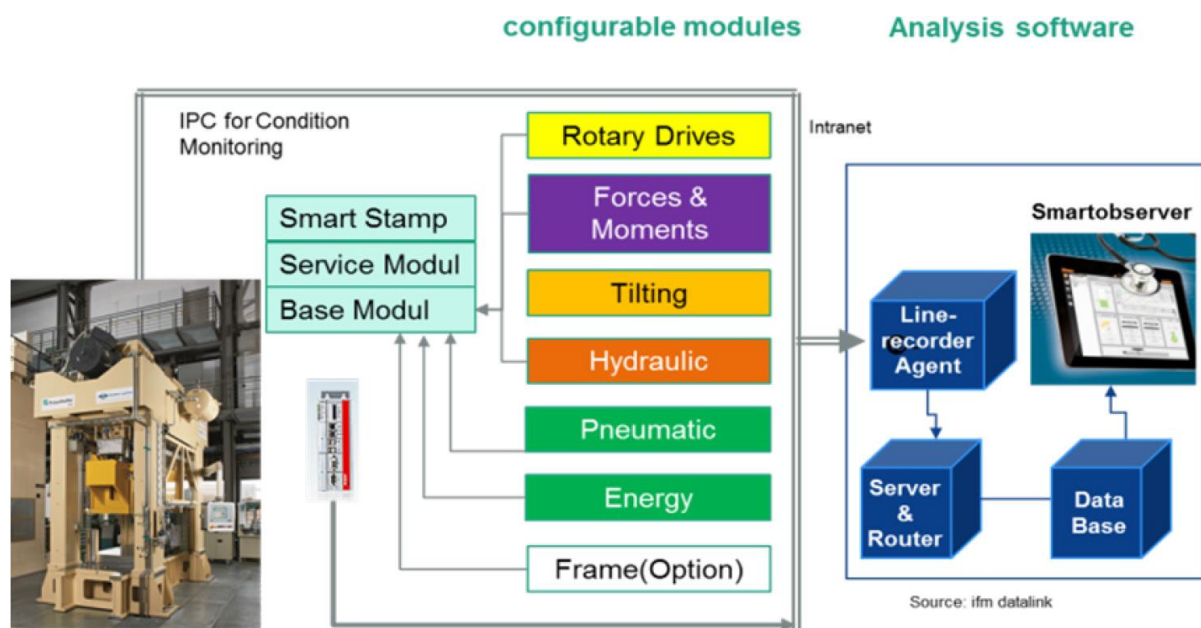 configurable modules
Analysis software
IPC for Condition
Monitoring
Intranet
Rotary Drives
Forces &
Moments
Tilting
Hydraulic
Pneumatic
Energy
Frame(Option)
Smart Stamp
Service Modul
Base Modul
Smartobserver
Line-
recorder
Agent
Server
&
Router
Data
Base
Source: ifm datalink